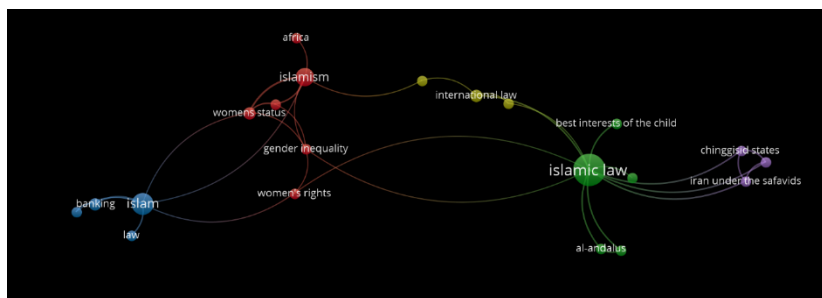 africa
islamism
international law
womens status
best interests of the child
gender inequality
chinggisid states
islamic law
iran under the safavids
women's rights
banking
islam
law
al-andalus